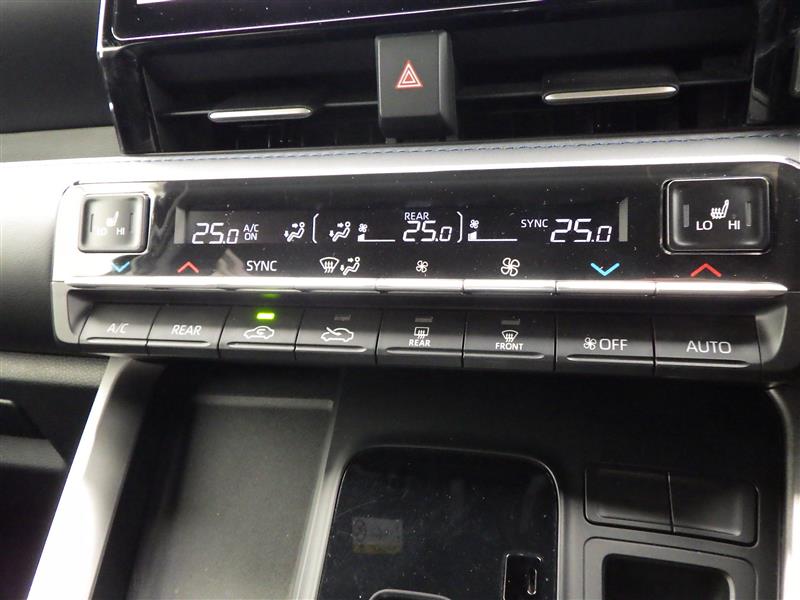 REAR
LO HI 25.0 A/C ON 25.0 SYNC 25.0 LO HI
SYNC
A/C REAR REAR FRONT OFF AUTO